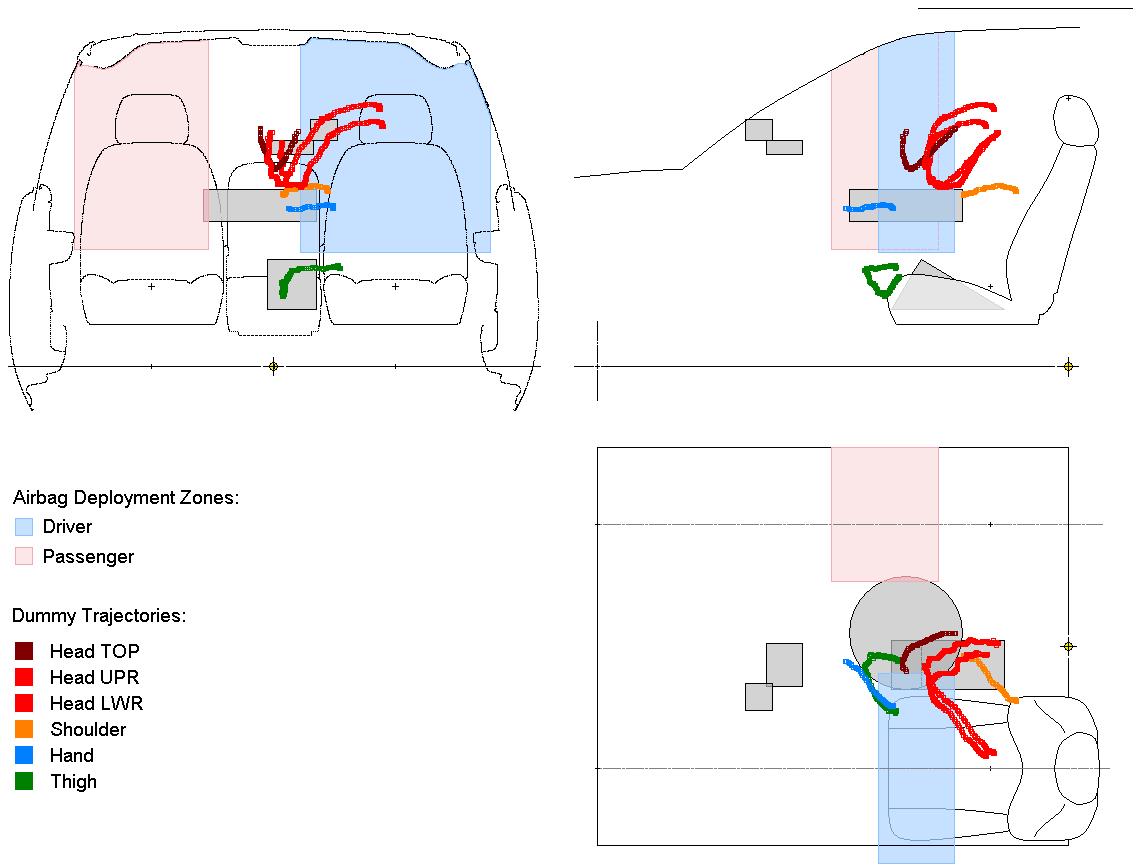 Airbag Deployment Zones:
Driver
Passenger
Dummy Trajectories:
Head TOP
Head UPR
Head LWR
Shoulder
Hand
Thigh